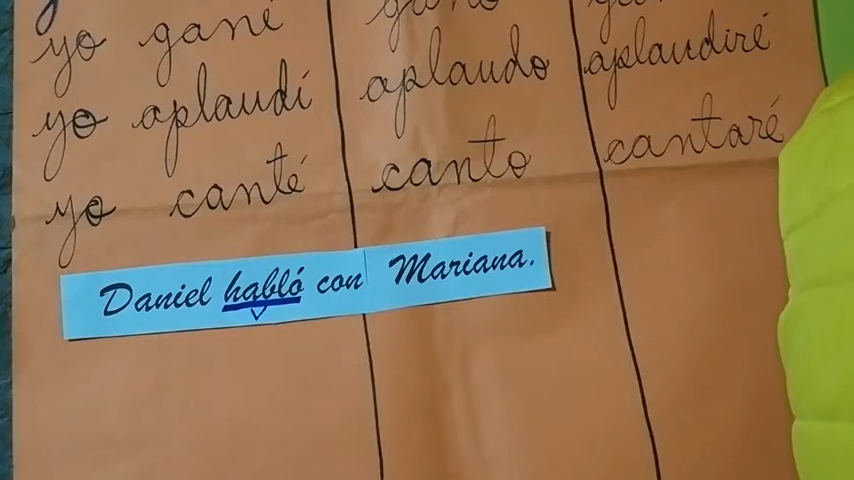 yo gané
yo aplaudí aplaudo aplaudiré
yo canté canto cantaré
Daniel habló con Mariana.